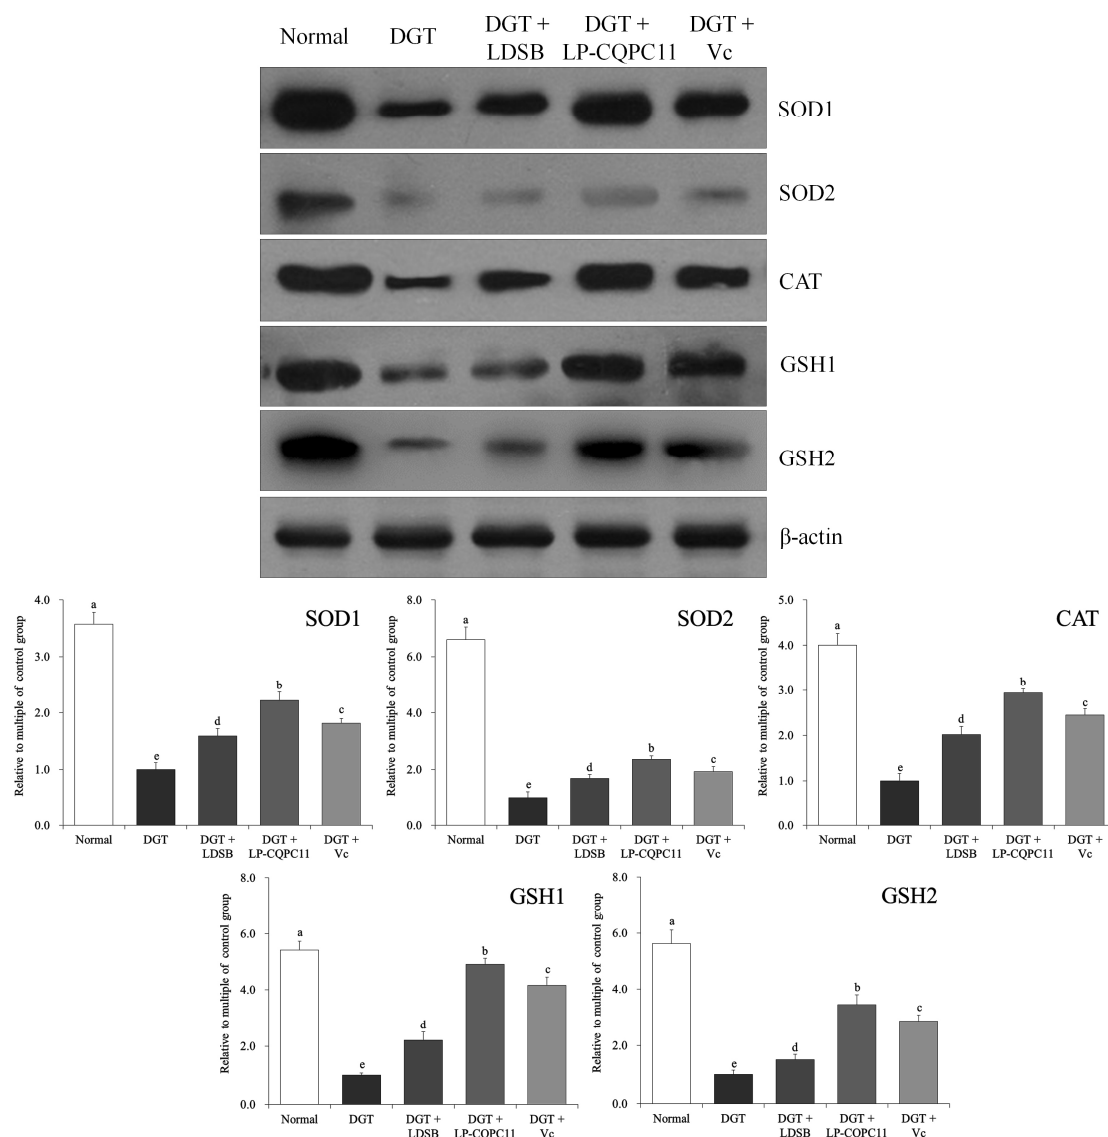 Normal DGT DGT + LDSB DGT + LP-CQPC11 DGT + Vc
SOD1
SOD2
CAT
GSH1
GSH2
β-actin
SOD1
Relative to multiple of control group
4.0
3.0
2.0
1.0
0.0
a
e
d
b
c
Normal DGT DGT + LDSB DGT + LP-CQPC11 DGT + Vc
SOD2
Relative to multiple of control group
8.0
6.0
4.0
2.0
0.0
a
e
d
b
c
Normal DGT DGT + LDSB DGT + LP-CQPC11 DGT + Vc
CAT
Relative to multiple of control group
5.0
4.0
3.0
2.0
1.0
0.0
a
e
d
b
c
Normal DGT DGT + LDSB DGT + LP-CQPC11 DGT + Vc
GSH1
Relative to multiple of control group
8.0
6.0
4.0
2.0
0.0
a
e
d
b
c
Normal DGT DGT + LDSB DGT + LP-CQPC11 DGT + Vc
GSH2
Relative to multiple of control group
8.0
6.0
4.0
2.0
0.0
a
e
d
b
c
Normal DGT DGT + LDSB DGT + LP-CQPC11 DGT + Vc